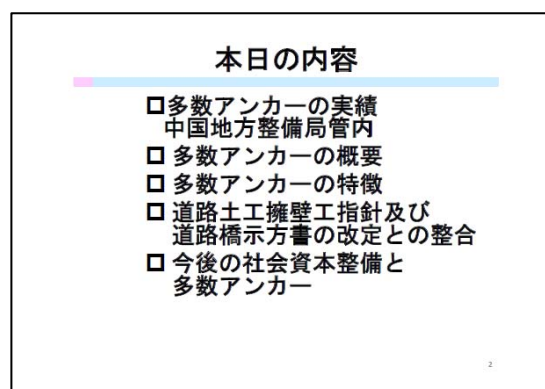 本日の内容
□多数アンカーの実績
中国地方整備局管内
□ 多数アンカーの概要
□ 多数アンカーの特徴
□ 道路土工擁壁工指針及び
道路橋示方書の改定との整合
□ 今後の社会資本整備と
多数アンカー
2